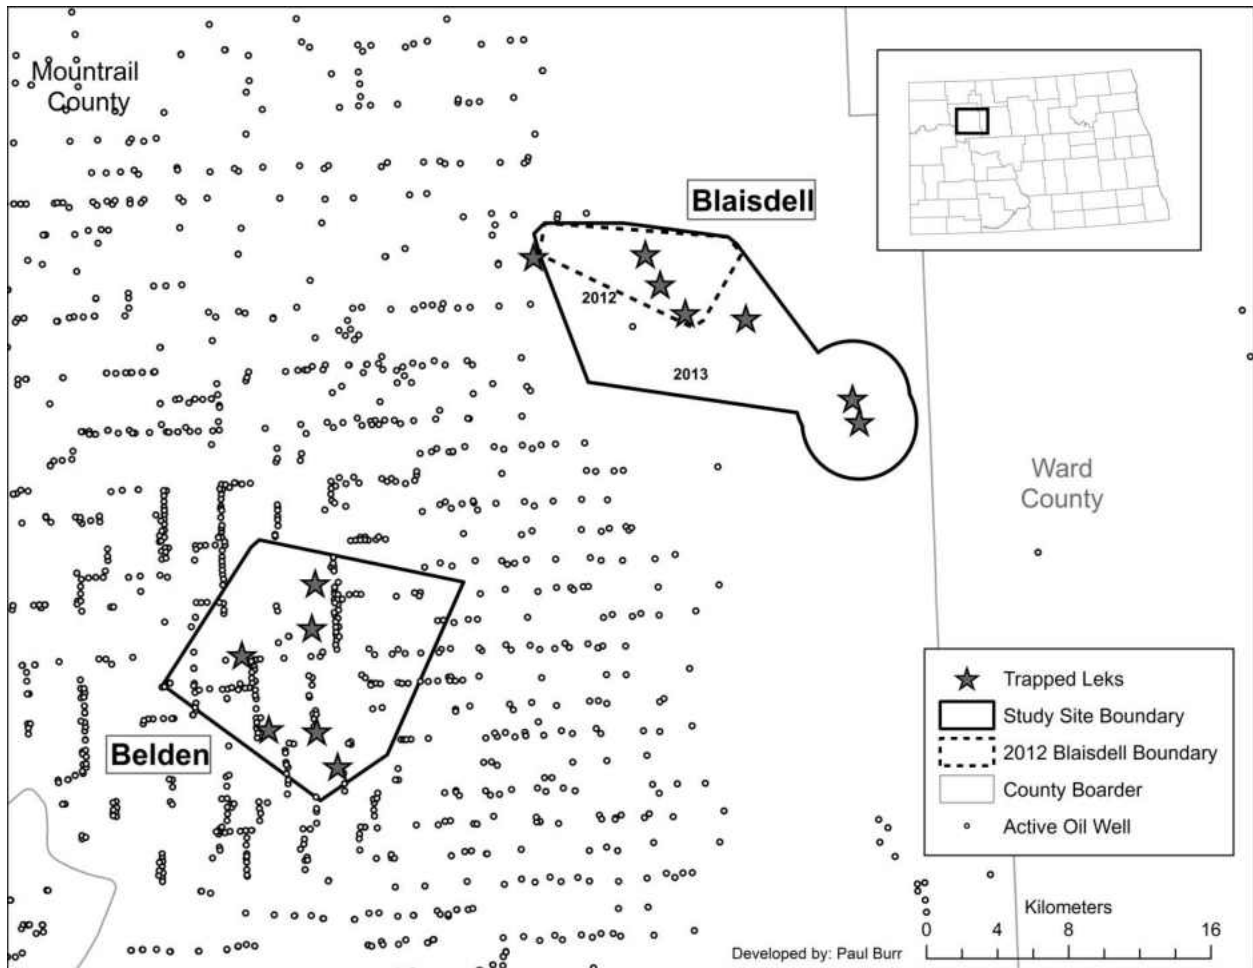 Mountrail
County
Blaisdell
2012
2013
Ward
County
Belden
Trapped Leks
Study Site Boundary
2012 Blaisdell Boundary
County Boarder
Active Oil Well
Kilometers
Developed by: Paul Burr
0 4 8 16